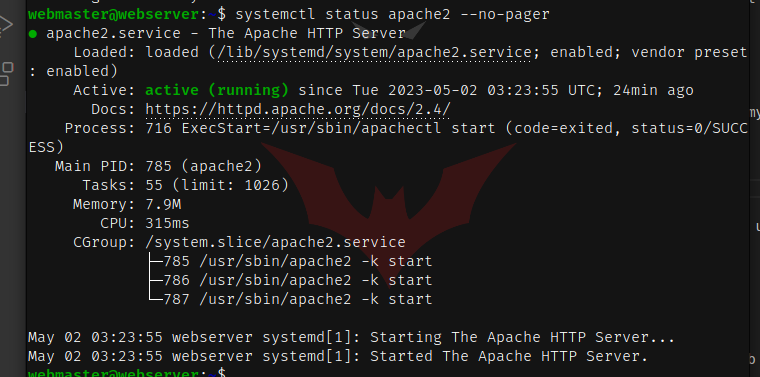 webmaster@webserver: $ systemctl status apache2 --no-pager
● apache2.service - The Apache HTTP Server
Loaded: loaded (/lib/systemd/system/apache2.service; enabled; vendor preset
: enabled)
Active: active (running) since Tue 2023-05-02 03:23:55 UTC; 24min ago
Docs: https://httpd.apache.org/docs/2.4/
Process: 716 ExecStart=/usr/sbin/apachectl start (code=exited, status=0/SUCC
ESS)
Main PID: 785 (apache2)
Tasks: 55 (limit: 1026)
Memory: 7.9M
CPU: 315ms
CGroup: /system.slice/apache2.service
├─785 /usr/sbin/apache2 -k start
├─786 /usr/sbin/apache2 -k start
└─787 /usr/sbin/apache2 -k start
May 02 03:23:55 webserver systemd[1]: Starting The Apache HTTP Server...
May 02 03:23:55 webserver systemd[1]: Started The Apache HTTP Server.
webmaster@webserver: $